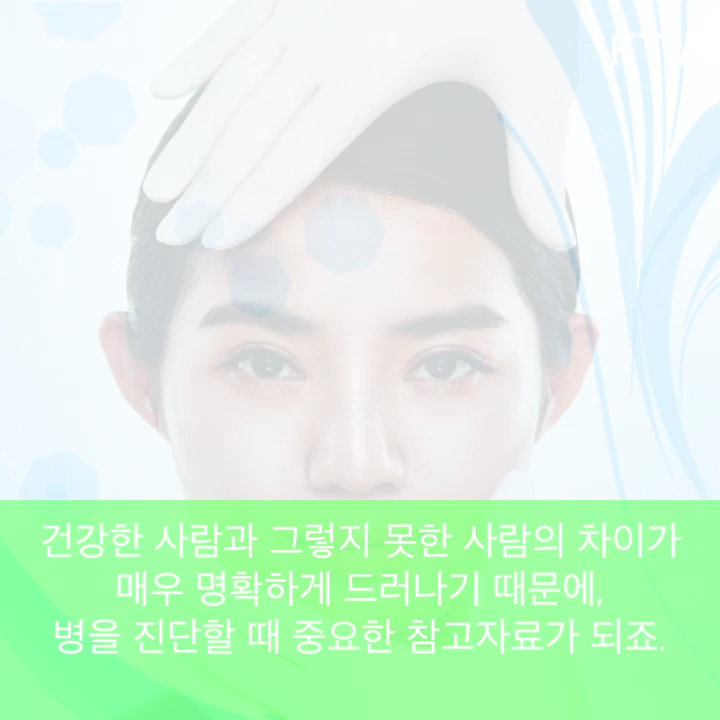 건강한 사람과 그렇지 못한 사람의 차이가
매우 명확하게 드러나기 때문에,
병을 진단할 때 중요한 참고자료가 되죠.